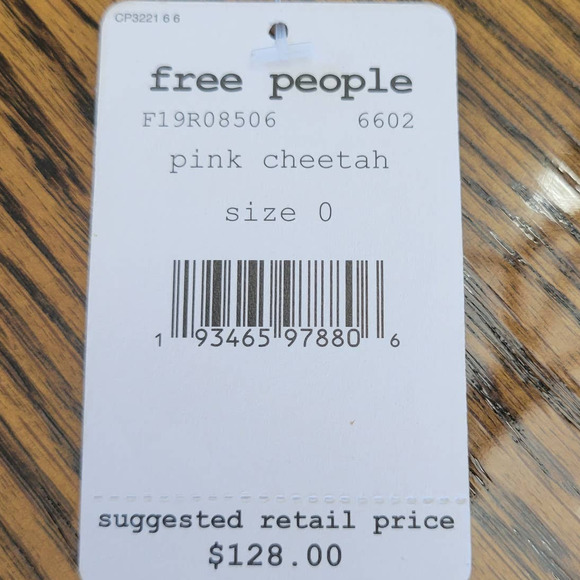 CP3221 6 6
free people
F19R08506 6602
pink cheetah
size 0
1 93465 97880 6
suggested retail price
$128.00